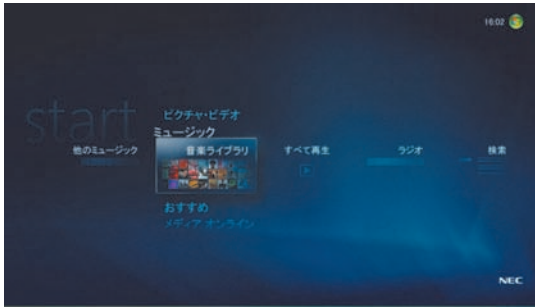 16:02
start
ピクチャ・ビデオ
ミュージック
他のミュージック 音楽ライブラリ すべて再生 ラジオ 検索
おすすめ
メディア オンライン
NEC